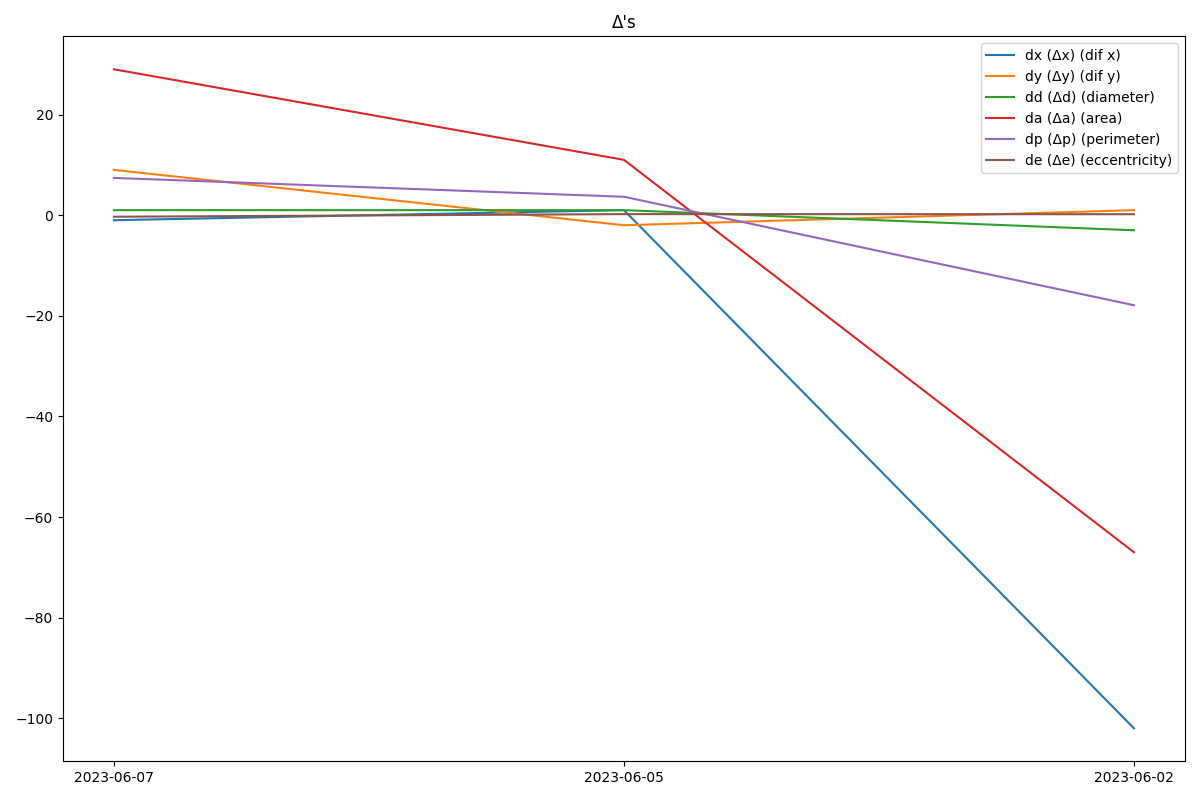 Δ's
dx (Δx) (dif x)
dy (Δy) (dif y)
dd (Δd) (diameter)
da (Δa) (area)
dp (Δp) (perimeter)
de (Δe) (eccentricity)
20
0
−20
−40
−60
−80
−100
2023-06-07 2023-06-05 2023-06-02